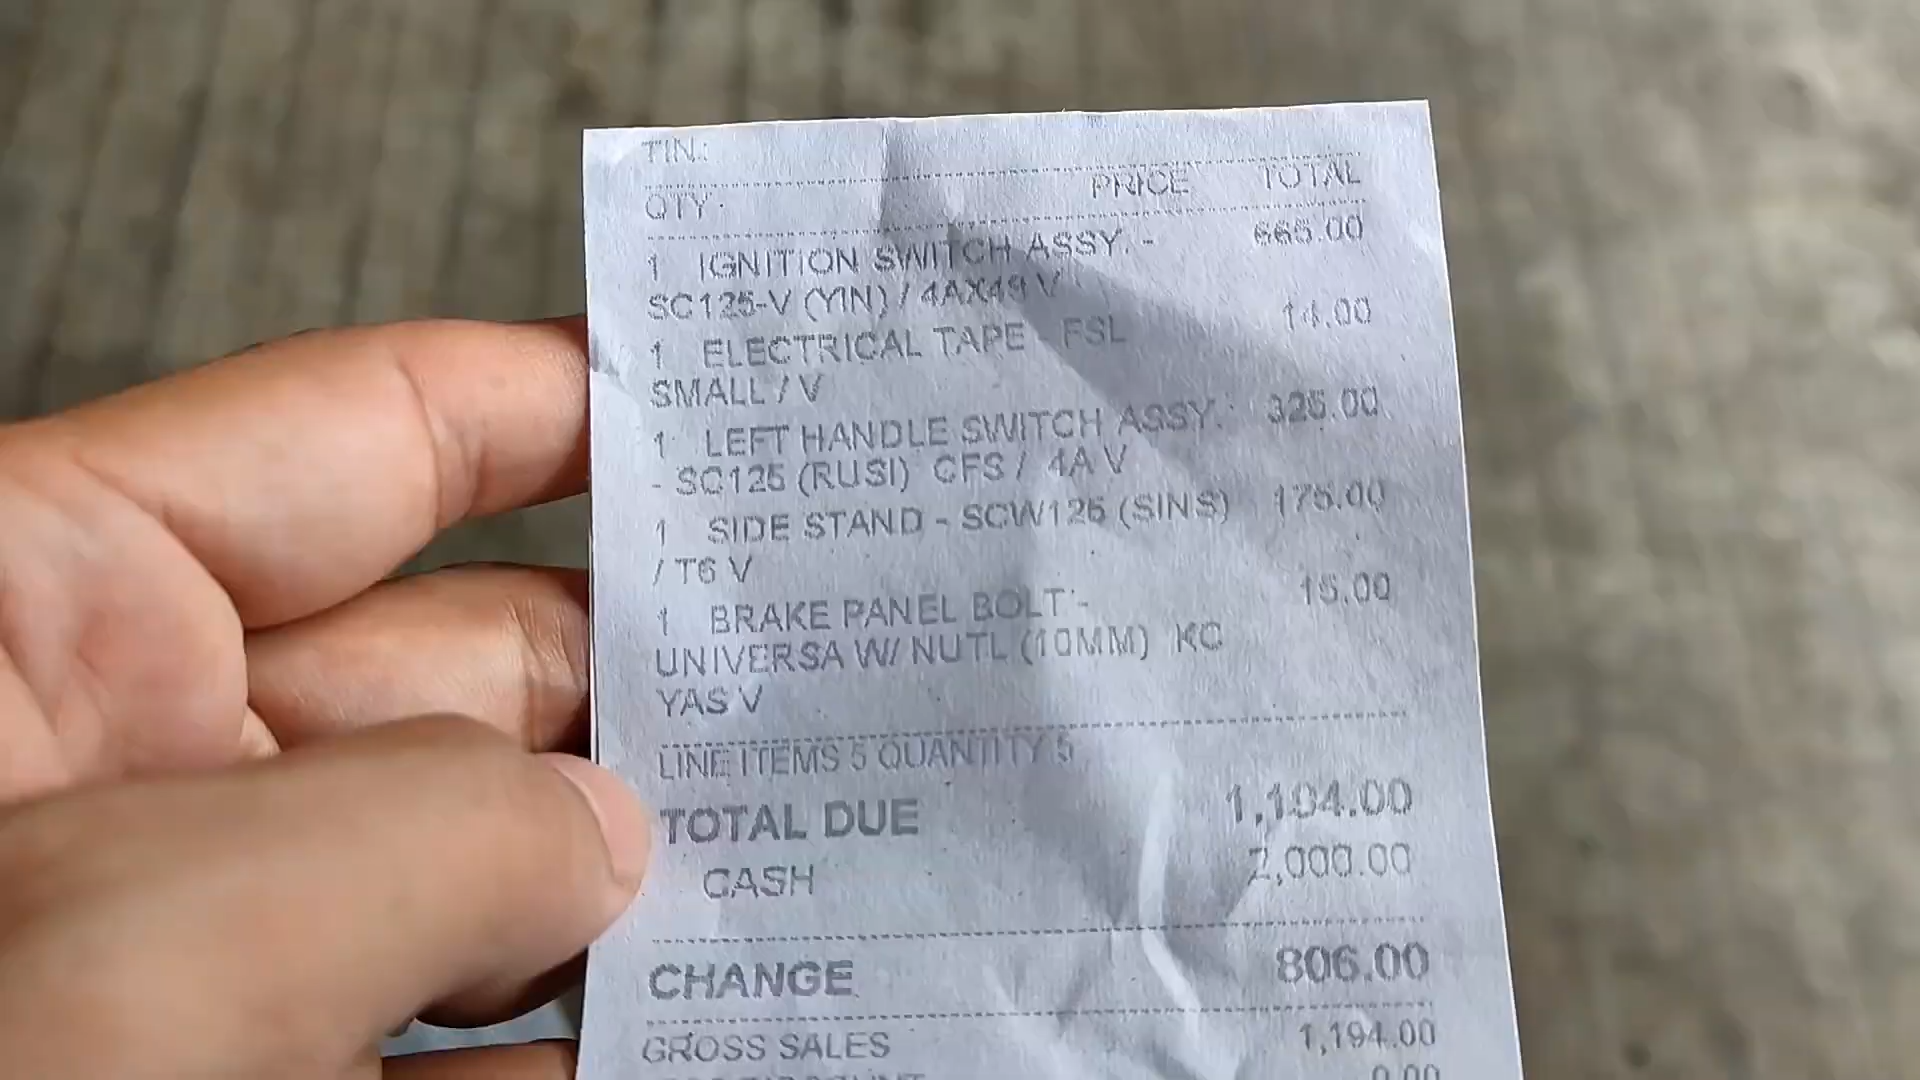 TIN.:
QTY PRICE TOTAL
1 IGNITION SWITCH ASSY. - 665.00
SC125-V (YIN) / 4AX49 V
1 ELECTRICAL TAPE FSL 14.00
SMALL / V
1 LEFT HANDLE SWITCH ASSY. 325.00
- SC125 (RUSI) CFS / 4A V
1 SIDE STAND - SCW125 (SINS) 175.00
/ T6 V
1 BRAKE PANEL BOLT - 15.00
UNIVERSA W/ NUTL (10MM) KC
YAS V
LINE ITEMS 5 QUANTITY 5
TOTAL DUE 1,194.00
CASH 2,000.00
CHANGE 806.00
GROSS SALES 1,194.00
0.00